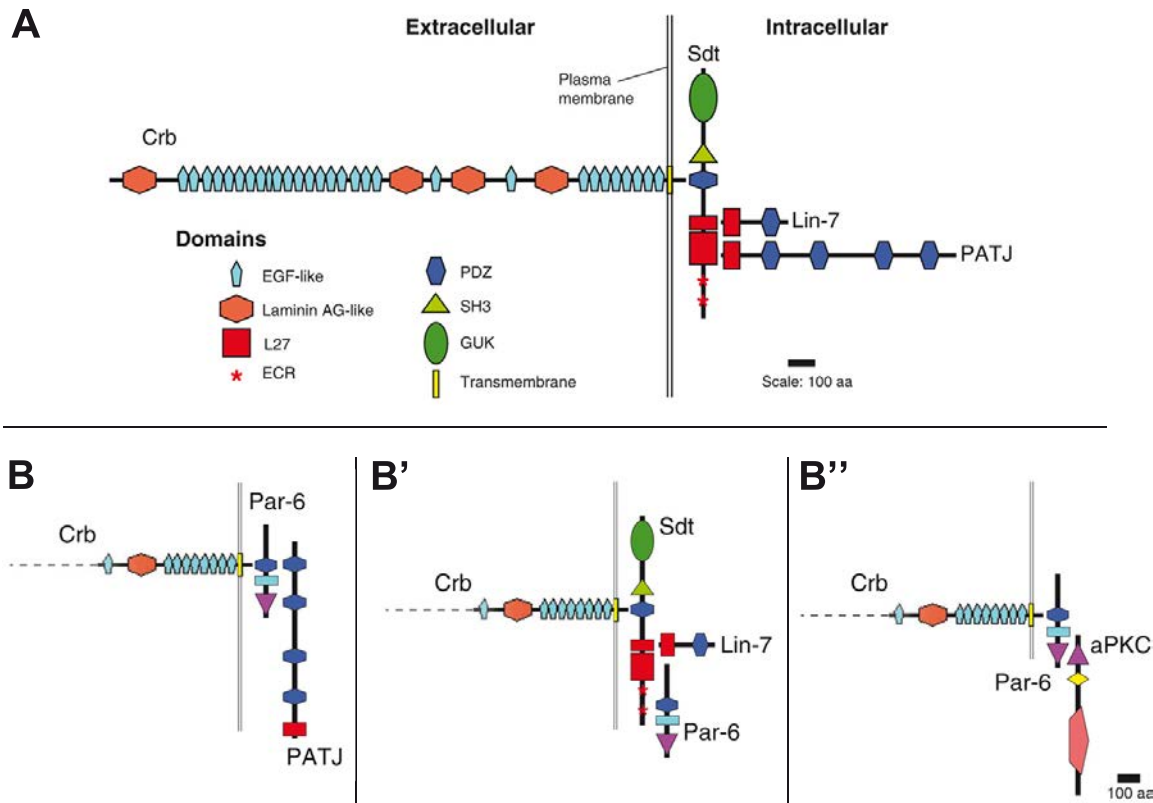 A
Extracellular
Intracellular
Sdt
Plasma
membrane
Crb
Lin-7
PATJ
Domains
EGF-like
Laminin AG-like
L27
* ECR
PDZ
SH3
GUK
Transmembrane
Scale: 100 aa
B
Par-6
Crb
PATJ
B’
Sdt
Crb
Lin-7
Par-6
B’’
Crb
aPKC
Par-6
100 aa